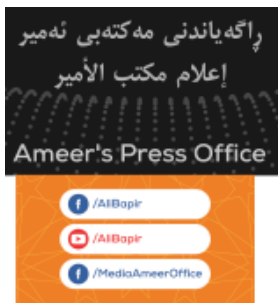 ڕاگەیاندنی مەکتەبی ئەمیر
إعلام مكتب الأمير
Ameer's Press Office
/AliBapir
/AliBapir
/MediaAmeerOffice